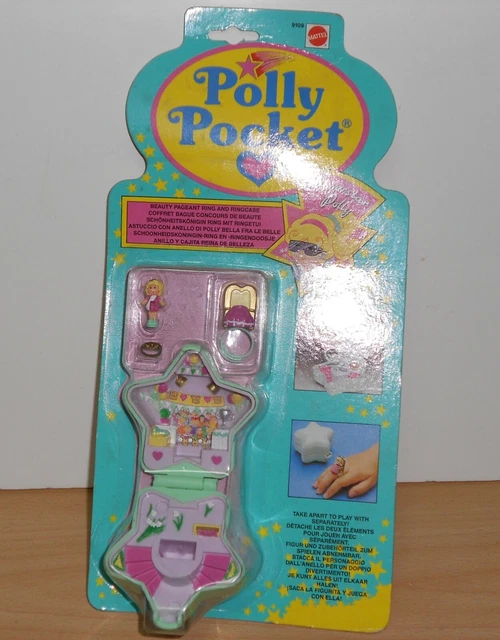 9109
MATTEL
Polly
Pocket®
BEAUTY PAGEANT RING AND RINGCASE
COFFRET BAGUE CONCOURS DE BEAUTE
SCHÖNHEITSKÖNIGIN RING MIT RINGETUI
ASTUCCIO CON ANELLO DI POLLY BELLA FRA LE BELLE
SCHOONHEIDSKONINGIN-RING EN -RINGENDOOSJE
ANILLO Y CAJITA REINA DE BELLEZA
Polly
TAKE APART TO PLAY WITH
SEPARATELY!
DETACHE LES DEUX ÉLÉMENTS
POUR JOUER AVEC
SÉPARÉMENT.
FIGUR UND ZUBEHÖRTEIL ZUM
SPIELEN ABNEHMBAR.
STACCA IL PERSONAGGIO
DALL'ANELLO PER UN DOPPIO
DIVERTIMENTO!
JE KUNT ALLES UIT ELKAAR
HALEN!
¡SACA LA FIGURITA Y JUEGA
CON ELLA!